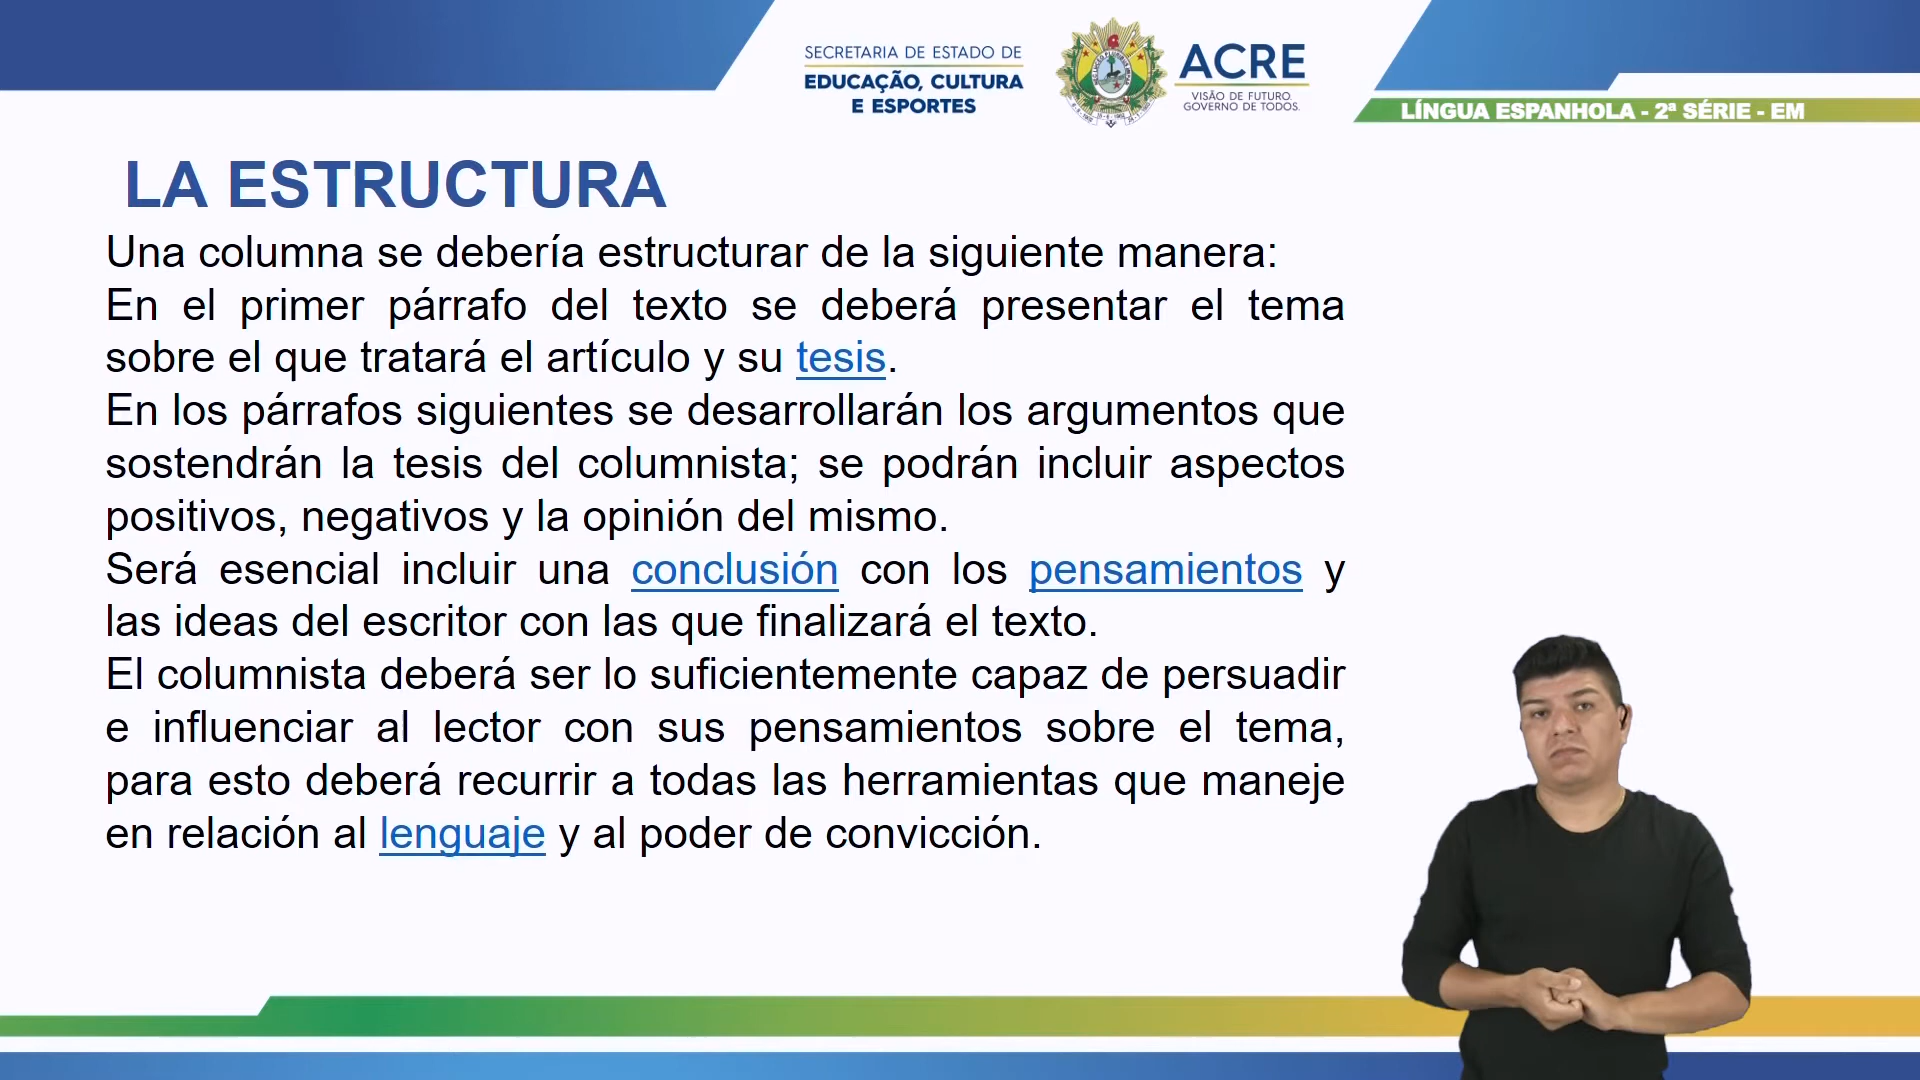 SECRETARIA DE ESTADO DE
EDUCAÇÃO, CULTURA
E ESPORTES
ACRE
VISÃO DE FUTURO.
GOVERNO DE TODOS.
LÍNGUA ESPANHOLA - 2ª SÉRIE - EM
LA ESTRUCTURA
Una columna se debería estructurar de la siguiente manera:
En el primer párrafo del texto se deberá presentar el tema
sobre el que tratará el artículo y su tesis.
En los párrafos siguientes se desarrollarán los argumentos que
sostendrán la tesis del columnista; se podrán incluir aspectos
positivos, negativos y la opinión del mismo.
Será esencial incluir una conclusión con los pensamientos y
las ideas del escritor con las que finalizará el texto.
El columnista deberá ser lo suficientemente capaz de persuadir
e influenciar al lector con sus pensamientos sobre el tema,
para esto deberá recurrir a todas las herramientas que maneje
en relación al lenguaje y al poder de convicción.